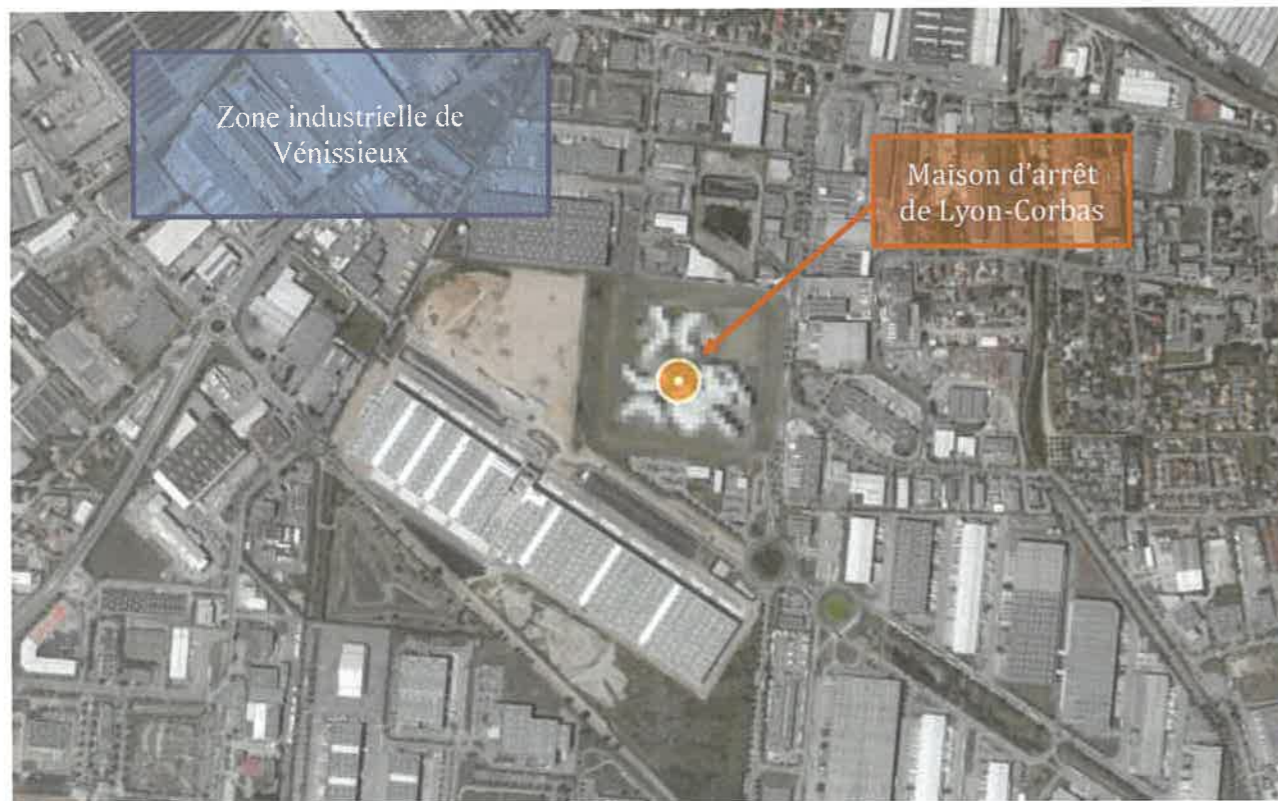 Zone industrielle de
Vénissieux
Maison d'arrêt
de Lyon-Corbas